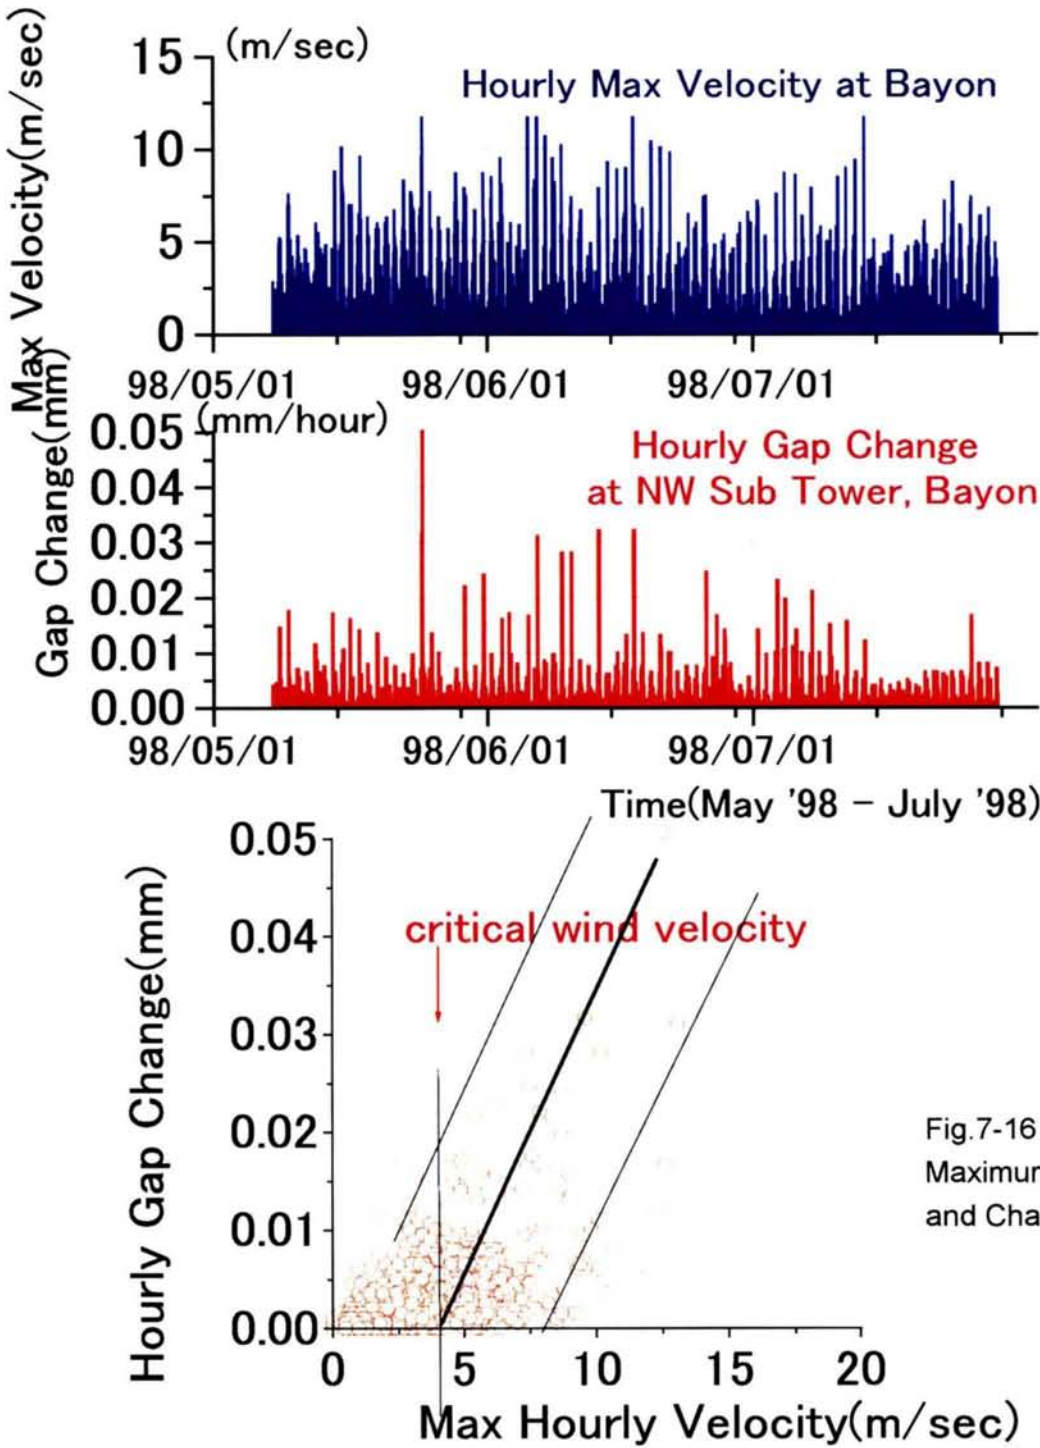 (m/sec)
Hourly Max Velocity at Bayon
Max Velocity(m/sec)
15
10
5
0
98/05/01 98/06/01 98/07/01
(mm/hour)
Hourly Gap Change
at NW Sub Tower, Bayon
Gap Change(mm)
0.05
0.04
0.03
0.02
0.01
0.00
98/05/01 98/06/01 98/07/01
Time(May '98 - July '98)
critical wind velocity
Hourly Gap Change(mm)
0.05
0.04
0.03
0.02
0.01
0.00
0 5 10 15 20
Max Hourly Velocity(m/sec)
Fig.7-16
Maximur
and Cha